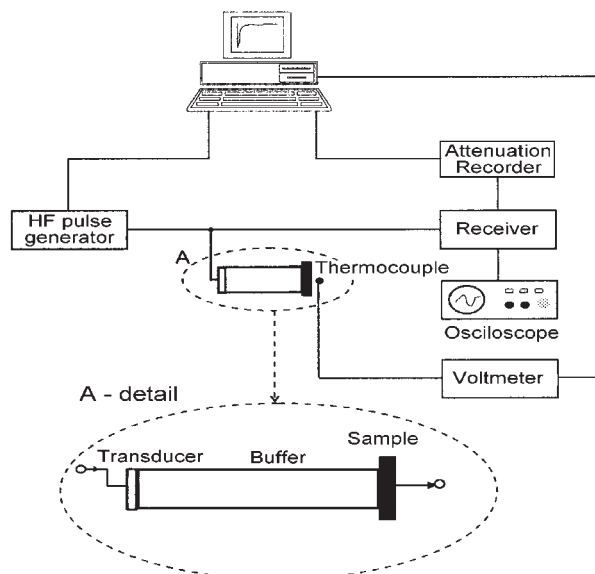 Attenuation
Recorder
HF pulse
generator
Receiver
A
Thermocouple
Osciloscope
Voltmeter
A - detail
Sample
Transducer
Buffer